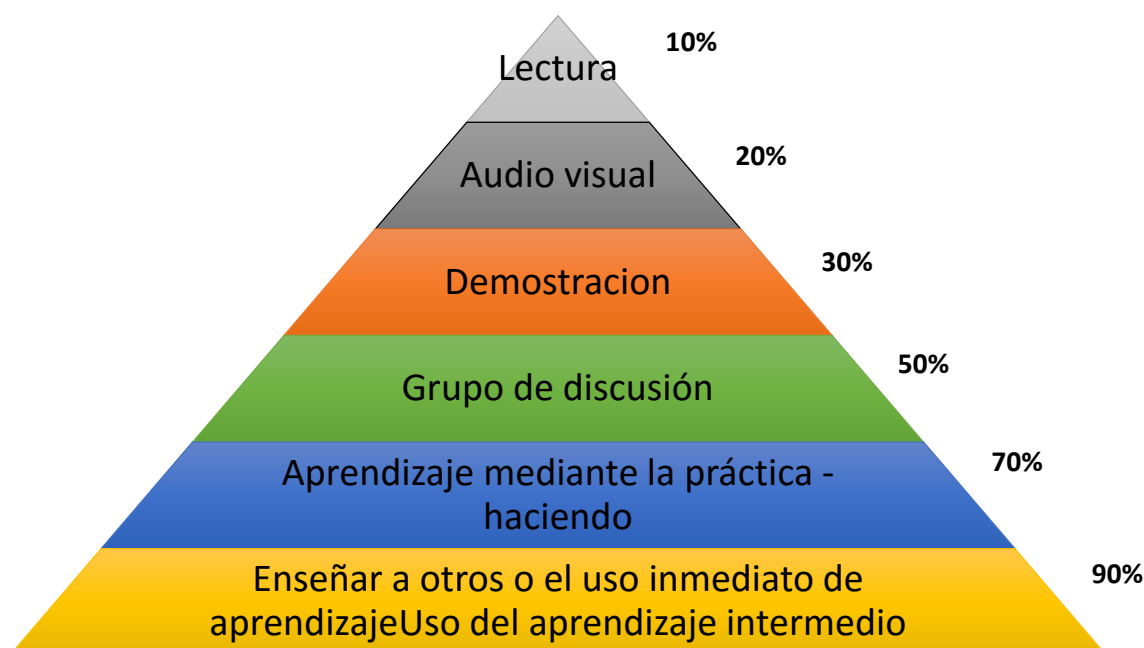 10%
Lectura
20%
Audio visual
30%
Demostracion
50%
Grupo de discusión
70%
Aprendizaje mediante la práctica -
haciendo
90%
Enseñar a otros o el uso inmediato de
aprendizajeUso del aprendizaje intermedio